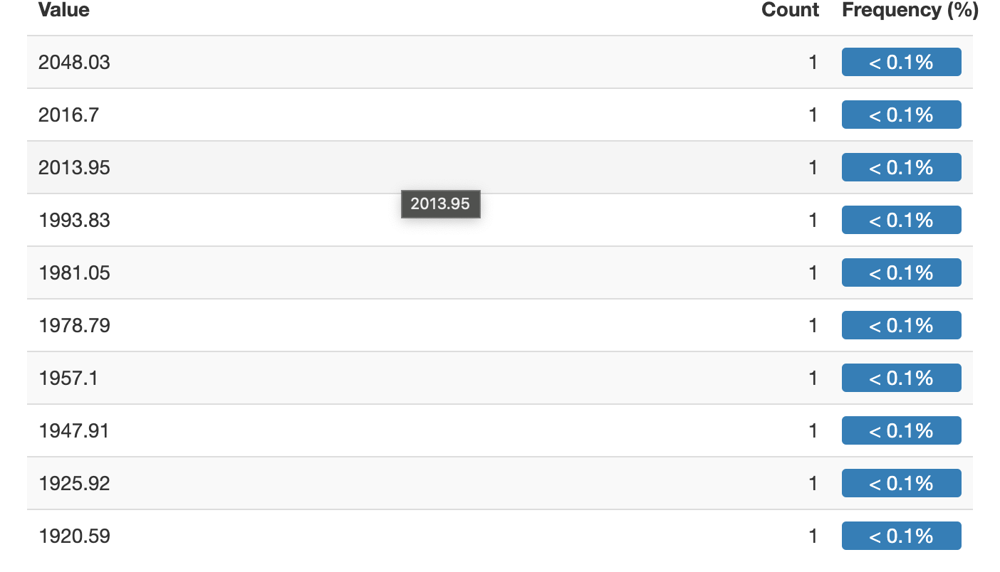 Value Count Frequency (%)
2048.03 1 < 0.1%
2016.7 1 < 0.1%
2013.95 1 < 0.1%
2013.95
1993.83 1 < 0.1%
1981.05 1 < 0.1%
1978.79 1 < 0.1%
1957.1 1 < 0.1%
1947.91 1 < 0.1%
1925.92 1 < 0.1%
1920.59 1 < 0.1%